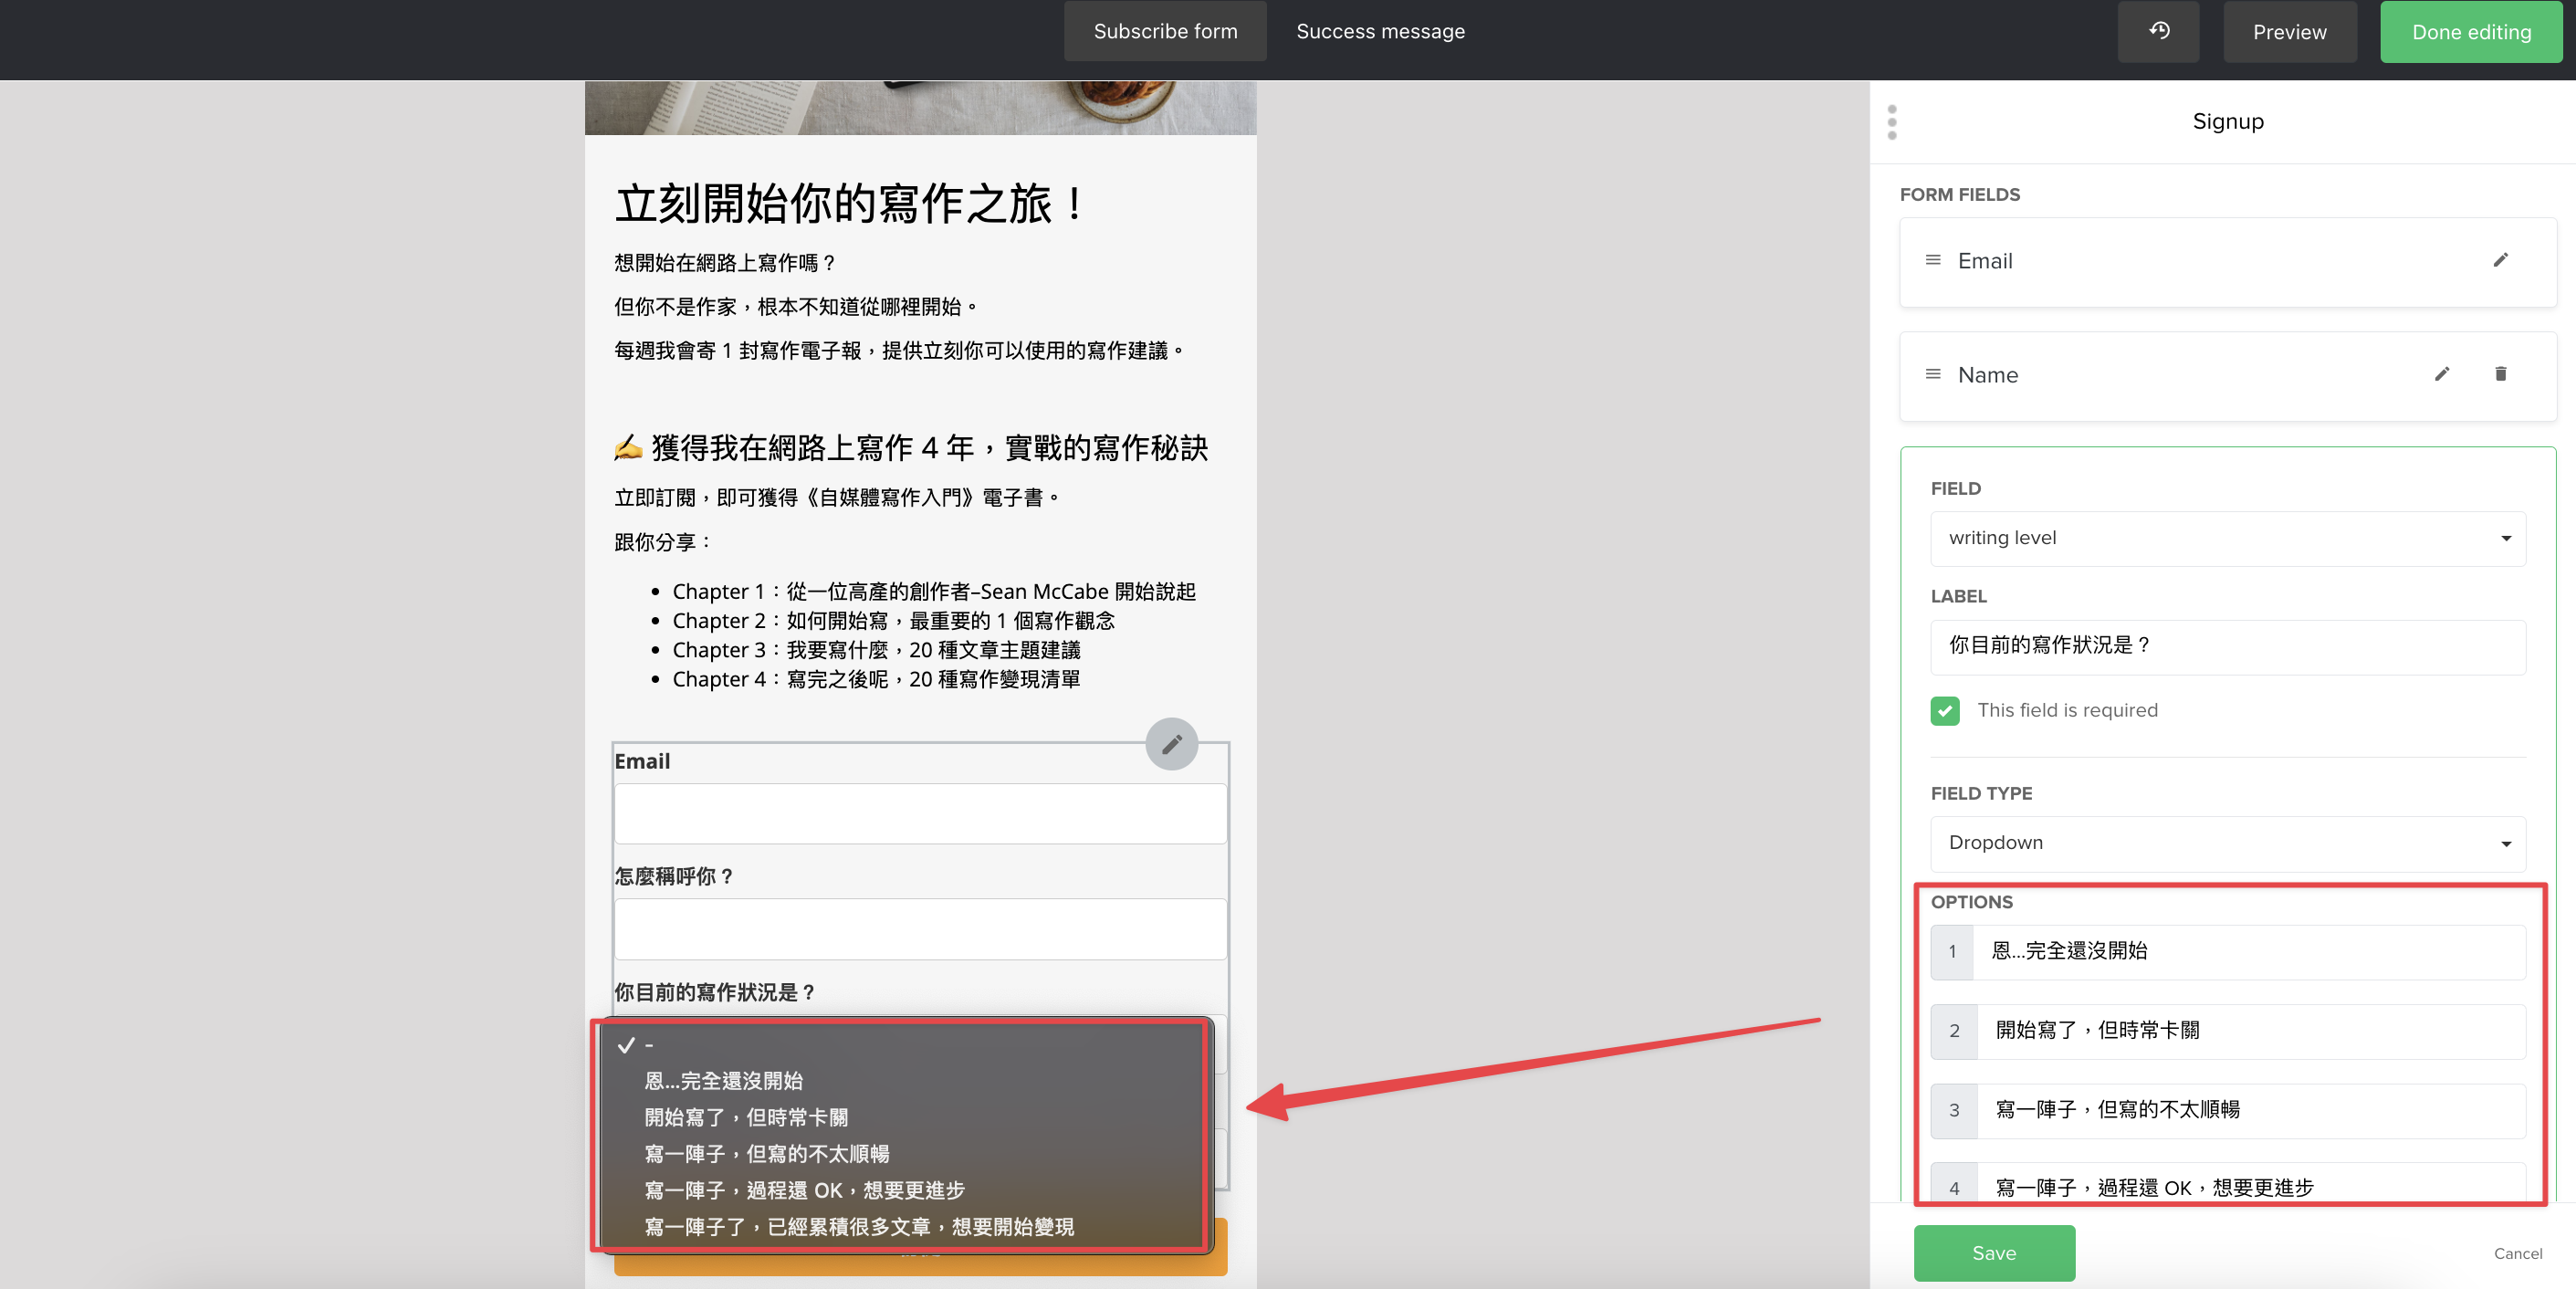 Subscribe form
Success message
Preview
Done editing
立刻開始你的寫作之旅！
想開始在網路上寫作嗎？
但你不是作家，根本不知道從哪裡開始。
每週我會寄 1 封寫作電子報，提供立刻你可以使用的寫作建議。
✍️ 獲得我在網路上寫作 4 年，實戰的寫作秘訣
立即訂閱，即可獲得《自媒體寫作入門》電子書。
跟你分享：
• Chapter 1：從一位高產的創作者–Sean McCabe 開始說起
• Chapter 2：如何開始寫，最重要的 1 個寫作觀念
• Chapter 3：我要寫什麼，20 種文章主題建議
• Chapter 4：寫完之後呢，20 種寫作變現清單
Email
怎麼稱呼你？
你目前的寫作狀況是？
✓ -
恩...完全還沒開始
開始寫了，但時常卡關
寫一陣子，但寫的不太順暢
寫一陣子，過程還 OK，想要更進步
寫一陣子了，已經累積很多文章，想要開始變現
Signup
FORM FIELDS
Email
Name
FIELD
writing level
LABEL
你目前的寫作狀況是？
This field is required
FIELD TYPE
Dropdown
OPTIONS
1 恩...完全還沒開始
2 開始寫了，但時常卡關
3 寫一陣子，但寫的不太順暢
4 寫一陣子，過程還 OK，想要更進步
Save
Cancel